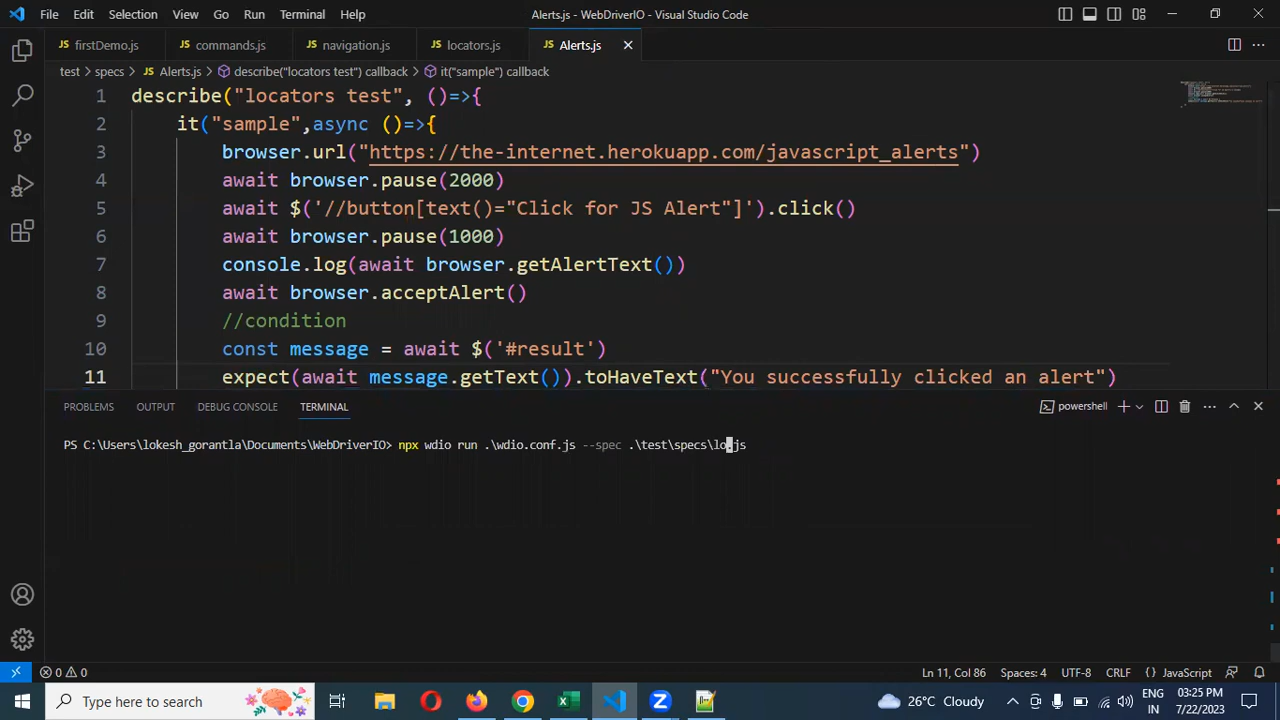 File Edit Selection View Go Run Terminal Help
Alerts.js - WebDriverIO - Visual Studio Code
JS firstDemo.js JS commands.js JS navigation.js JS locators.js JS Alerts.js
test > specs > JS Alerts.js > describe("locators test") callback > it("sample") callback
1 describe("locators test", ()=>{
2 it("sample",async ()=>{
3 browser.url("https://the-internet.herokuapp.com/javascript_alerts")
4 await browser.pause(2000)
5 await $('//button[text()="Click for JS Alert"]').click()
6 await browser.pause(1000)
7 console.log(await browser.getAlertText())
8 await browser.acceptAlert()
9 //condition
10 const message = await $('#result')
11 expect(await message.getText()).toHaveText("You successfully clicked an alert")
PROBLEMS OUTPUT DEBUG CONSOLE TERMINAL powershell
PS C:\Users\lokesh_gorantla\Documents\WebDriverIO> npx wdio run .\wdio.conf.js --spec .\test\specs\lo.js
0 0 Ln 11, Col 86 Spaces: 4 UTF-8 CRLF {} JavaScript
Type here to search 26°C Cloudy ENG IN 03:25 PM 7/22/2023